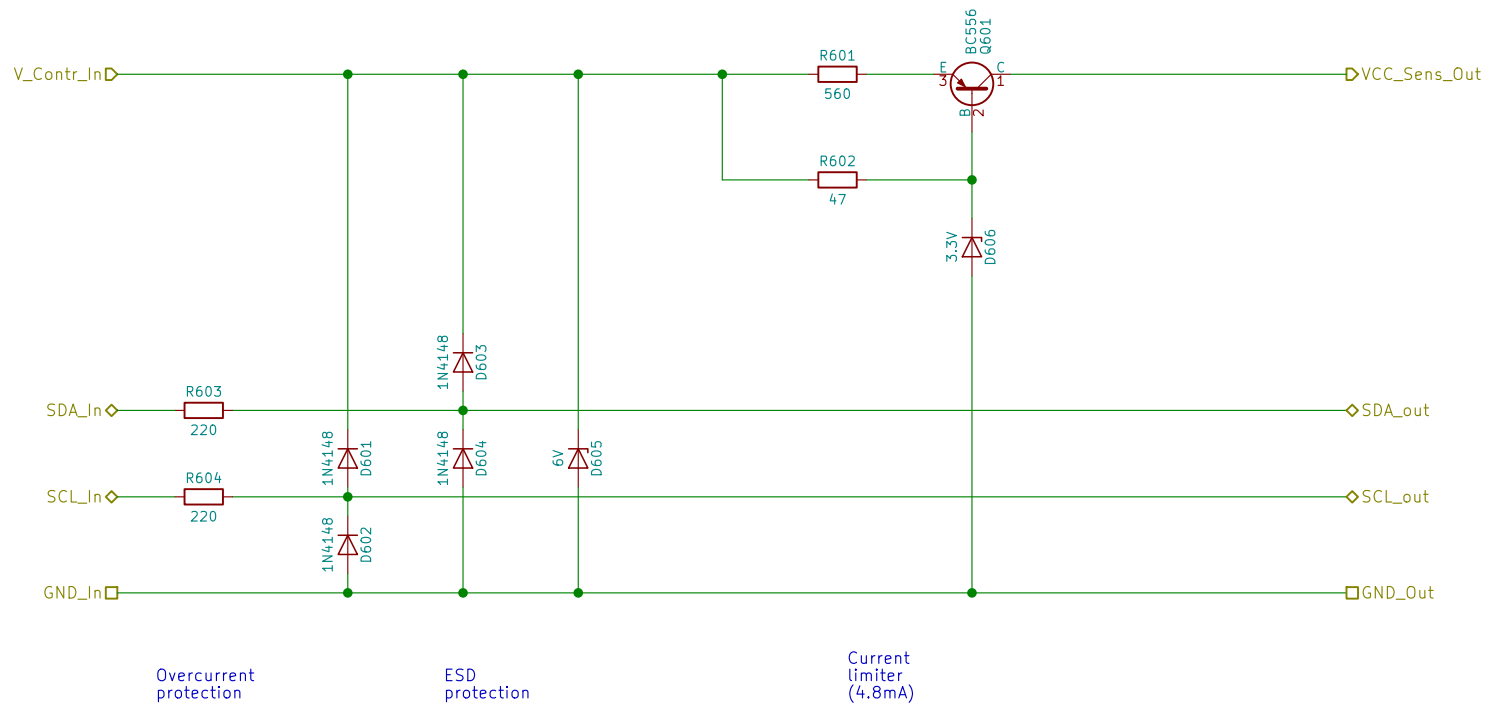 BC556
Q601
V_Contr_In
R601
560
E
3
C
1
B
2
VCC_Sens_Out
R602
47
3.3V
D606
1N4148
D603
SDA_In
R603
220
SDA_out
1N4148
D601
1N4148
D604
6V
D605
SCL_In
R604
220
SCL_out
1N4148
D602
GND_In
GND_Out
Overcurrent
protection
ESD
protection
Current
limiter
(4.8mA)